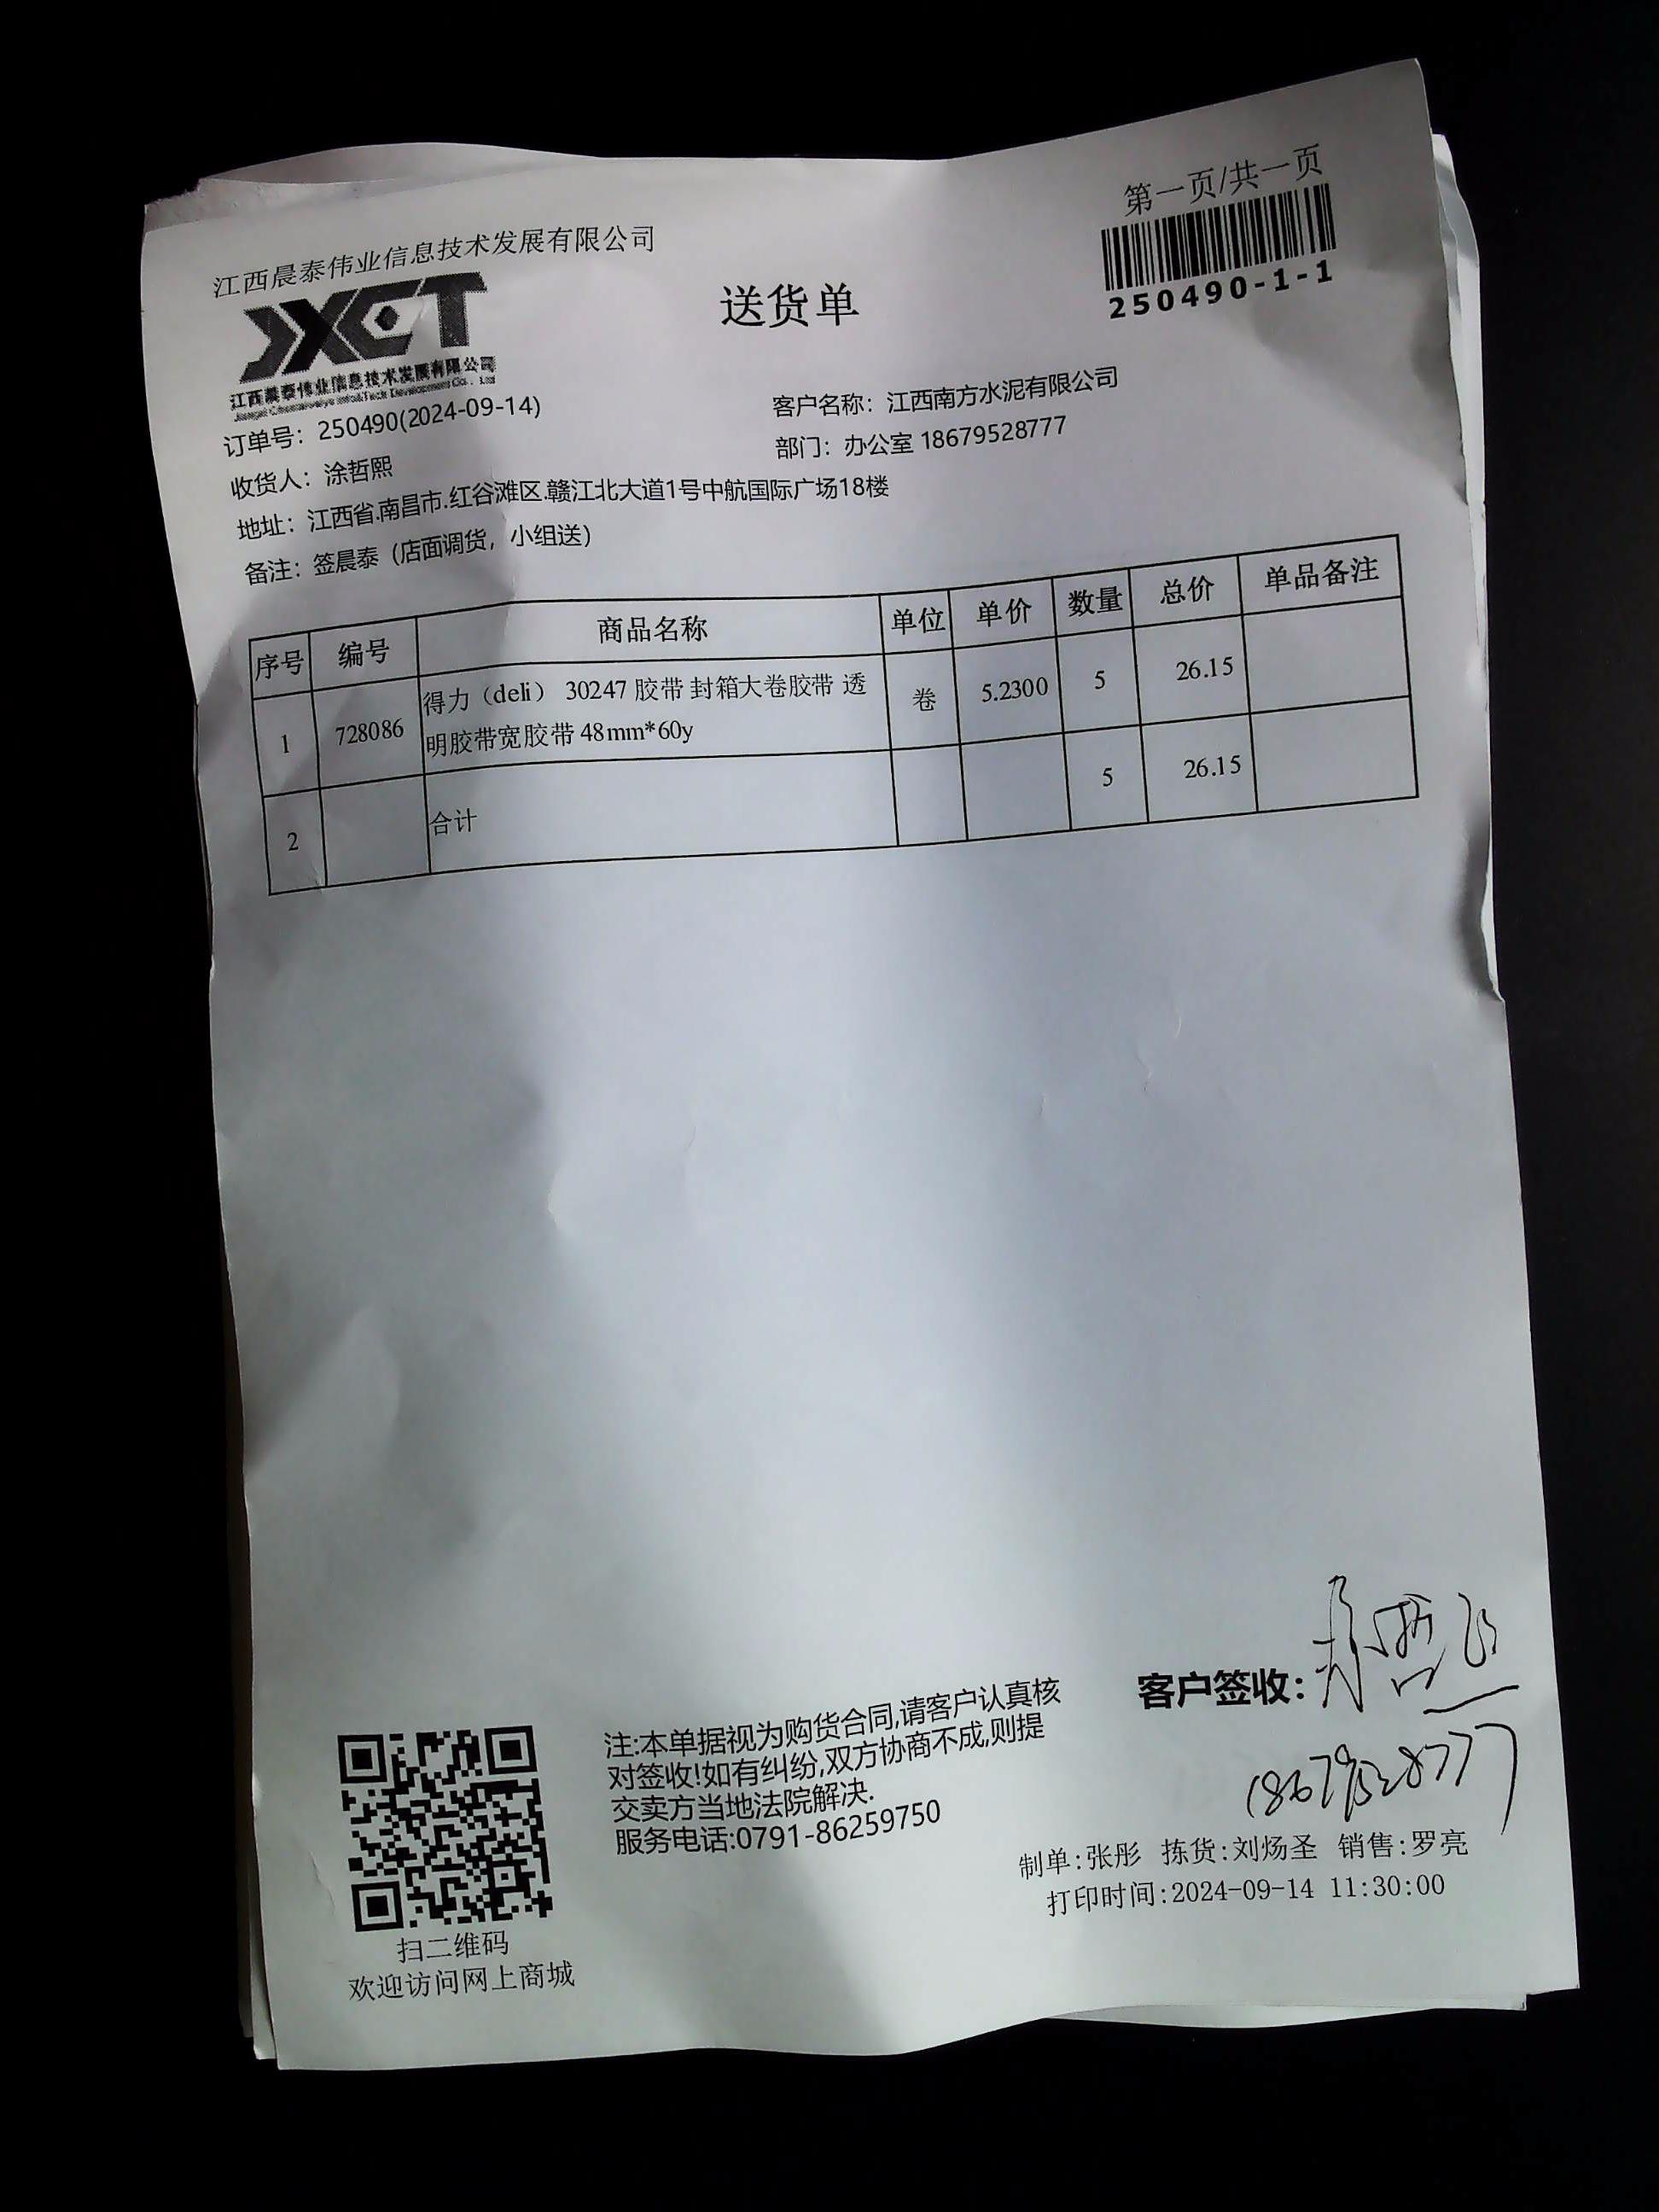 第一页/共一页
江西晨泰伟业信息技术发展有限公司
250490-1-1
JXCT
送货单
江西晨泰伟业信息技术发展有限公司
订单号：250490(2024-09-14)
客户名称：江西南方水泥有限公司
收货人：涂哲熙
部门：办公室 18679528777
地址：江西省.南昌市.红谷滩区.赣江北大道1号中航国际广场18楼
备注：签晨泰（店面调货，小组送）
序号 编号 商品名称 单位 单价 数量 总价 单品备注
1 728086 得力（deli） 30247 胶带 封箱大卷胶带 透 卷 5.2300 5 26.15
明胶带宽胶带 48mm*60y
2 合计 5 26.15
客户签收：
18679528777
注:本单据视为购货合同,请客户认真核
对签收!如有纠纷,双方协商不成,则提
交卖方当地法院解决.
服务电话:0791-86259750
制单:张彤 拣货:刘炀圣 销售:罗亮
打印时间:2024-09-14 11:30:00
扫二维码
欢迎访问网上商城